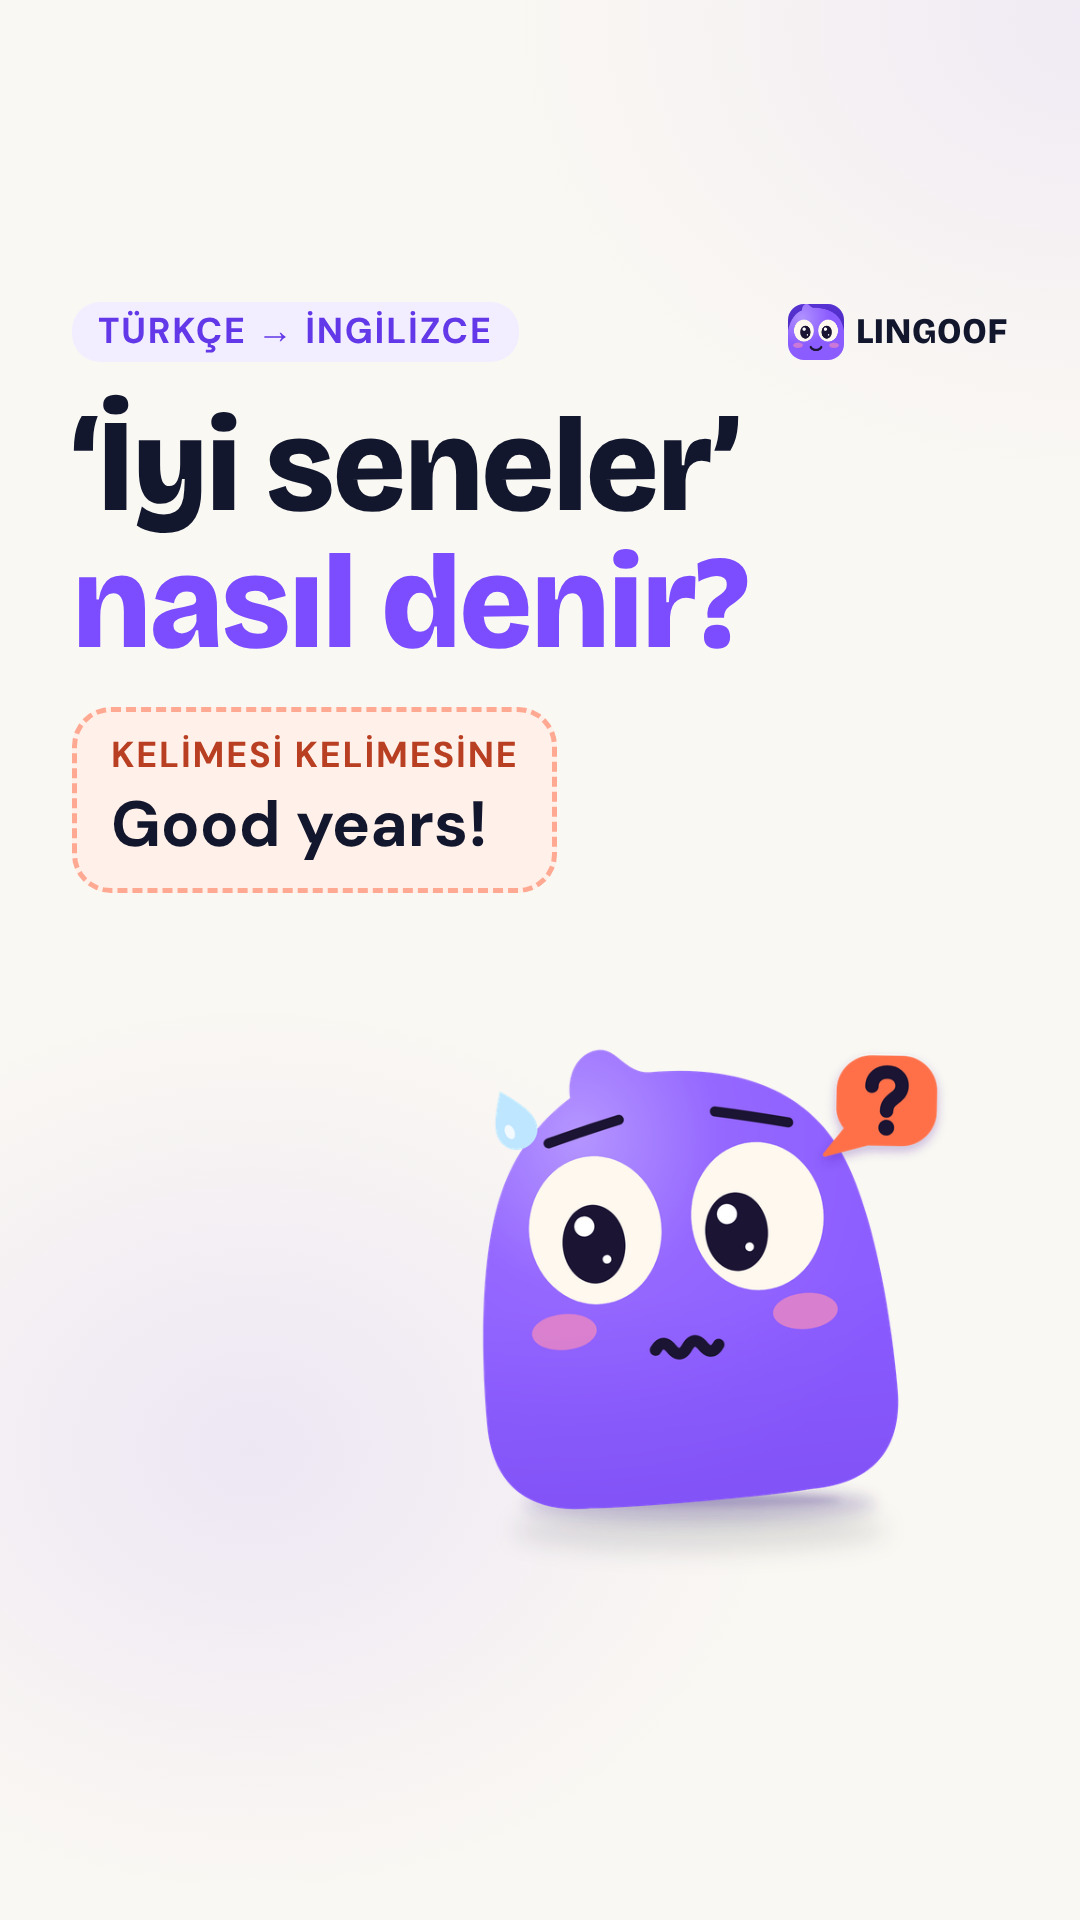 TÜRKÇE → İNGİLİZCE
LINGOOF
‘İyi seneler’
nasıl denir?
KELİMESİ KELİMESİNE
Good years!
?